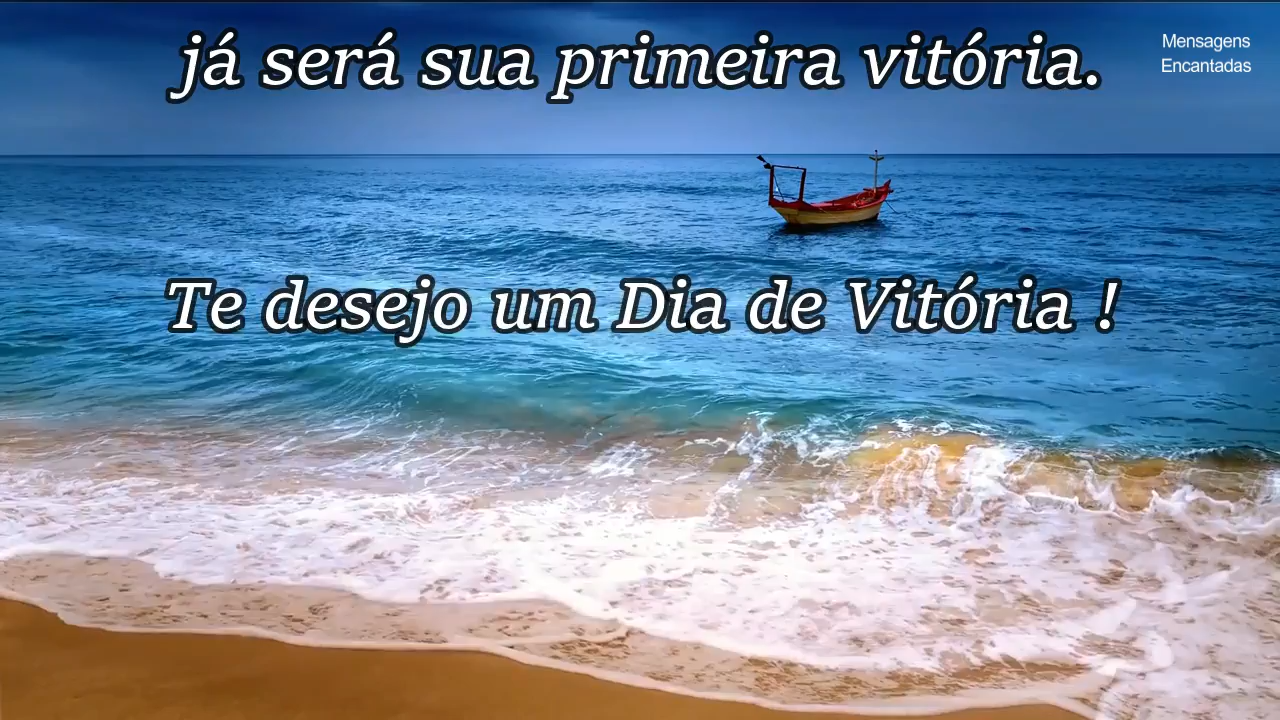 já será sua primeira vitória.
Mensagens
Encantadas
Te desejo um Dia de Vitória !